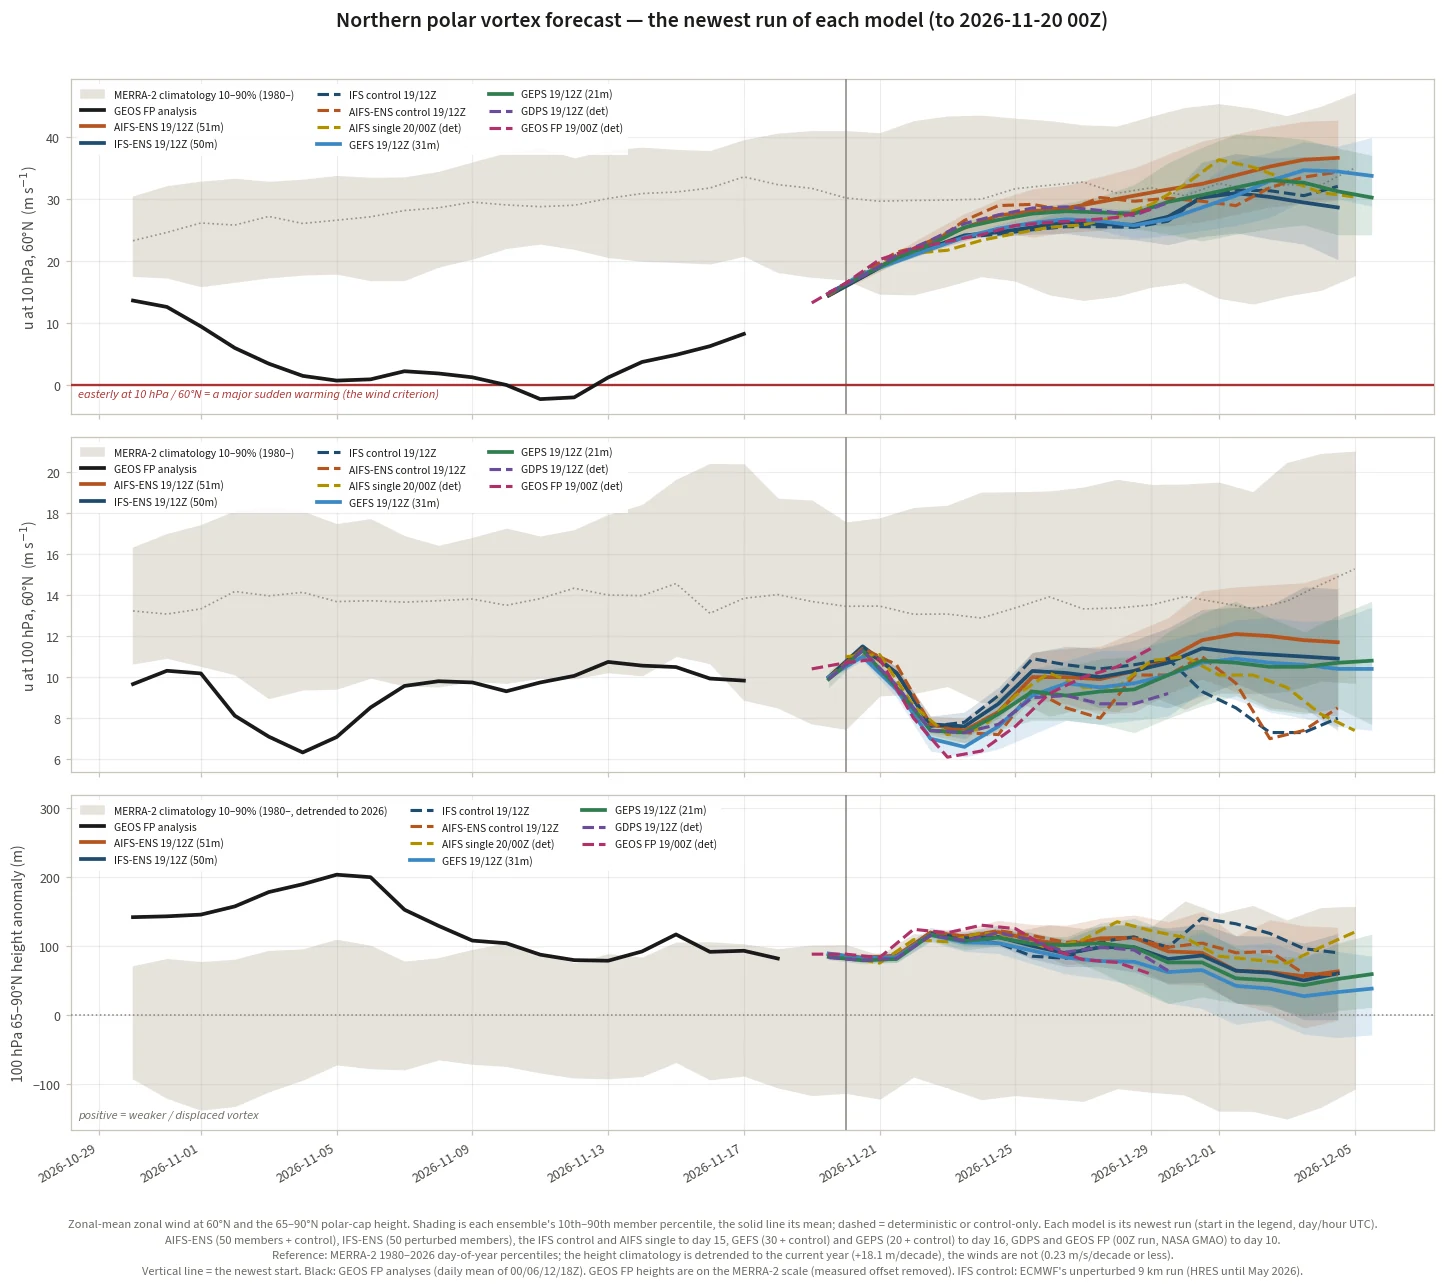 Northern polar vortex forecast — the newest run of each model (to 2026-11-20 00Z)
u at 10 hPa, 60°N (m s⁻¹)
40
30
20
10
0
MERRA-2 climatology 10–90% (1980–)
GEOS FP analysis
AIFS-ENS 19/12Z (51m)
IFS-ENS 19/12Z (50m)
IFS control 19/12Z
AIFS-ENS control 19/12Z
AIFS single 20/00Z (det)
GEFS 19/12Z (31m)
GEPS 19/12Z (21m)
GDPS 19/12Z (det)
GEOS FP 19/00Z (det)
easterly at 10 hPa / 60°N = a major sudden warming (the wind criterion)
u at 100 hPa, 60°N (m s⁻¹)
20
18
16
14
12
10
8
6
MERRA-2 climatology 10–90% (1980–)
GEOS FP analysis
AIFS-ENS 19/12Z (51m)
IFS-ENS 19/12Z (50m)
IFS control 19/12Z
AIFS-ENS control 19/12Z
AIFS single 20/00Z (det)
GEFS 19/12Z (31m)
GEPS 19/12Z (21m)
GDPS 19/12Z (det)
GEOS FP 19/00Z (det)
100 hPa 65–90°N height anomaly (m)
300
200
100
0
−100
MERRA-2 climatology 10–90% (1980–, detrended to 2026)
GEOS FP analysis
AIFS-ENS 19/12Z (51m)
IFS-ENS 19/12Z (50m)
IFS control 19/12Z
AIFS-ENS control 19/12Z
AIFS single 20/00Z (det)
GEFS 19/12Z (31m)
GEPS 19/12Z (21m)
GDPS 19/12Z (det)
GEOS FP 19/00Z (det)
positive = weaker / displaced vortex
2026-10-29
2026-11-01
2026-11-05
2026-11-09
2026-11-13
2026-11-17
2026-11-21
2026-11-25
2026-11-29
2026-12-01
2026-12-05
Zonal-mean zonal wind at 60°N and the 65–90°N polar-cap height. Shading is each ensemble's 10th–90th member percentile, the solid line its mean; dashed = deterministic or control-only. Each model is its newest run (start in the legend, day/hour UTC).
AIFS-ENS (50 members + control), IFS-ENS (50 perturbed members), the IFS control and AIFS single to day 15, GEFS (30 + control) and GEPS (20 + control) to day 16, GDPS and GEOS FP (00Z run, NASA GMAO) to day 10.
Reference: MERRA-2 1980–2026 day-of-year percentiles; the height climatology is detrended to the current year (+18.1 m/decade), the winds are not (0.23 m/s/decade or less).
Vertical line = the newest start. Black: GEOS FP analyses (daily mean of 00/06/12/18Z). GEOS FP heights are on the MERRA-2 scale (measured offset removed). IFS control: ECMWF's unperturbed 9 km run (HRES until May 2026).